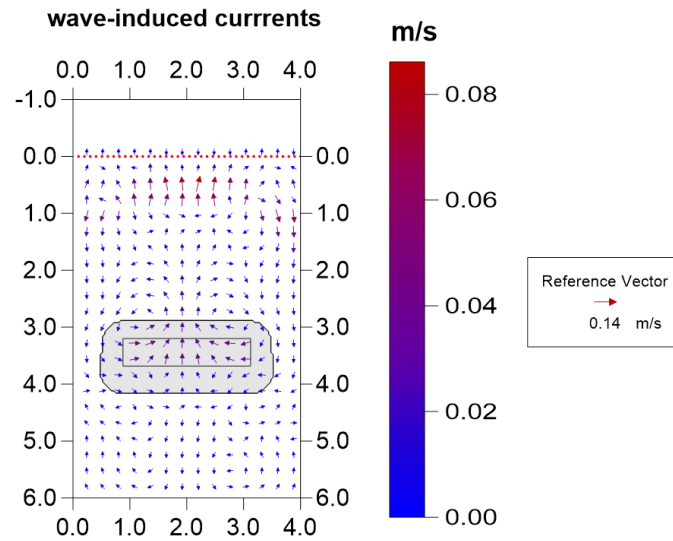 wave-induced currrents
0.0 1.0 2.0 3.0 4.0
-1.0
0.0 0.0
1.0 1.0
2.0 2.0
3.0 3.0
4.0 4.0
5.0 5.0
6.0 6.0
0.0 1.0 2.0 3.0 4.0
m/s
0.08
0.06
0.04
0.02
0.00
Reference Vector
0.14 m/s